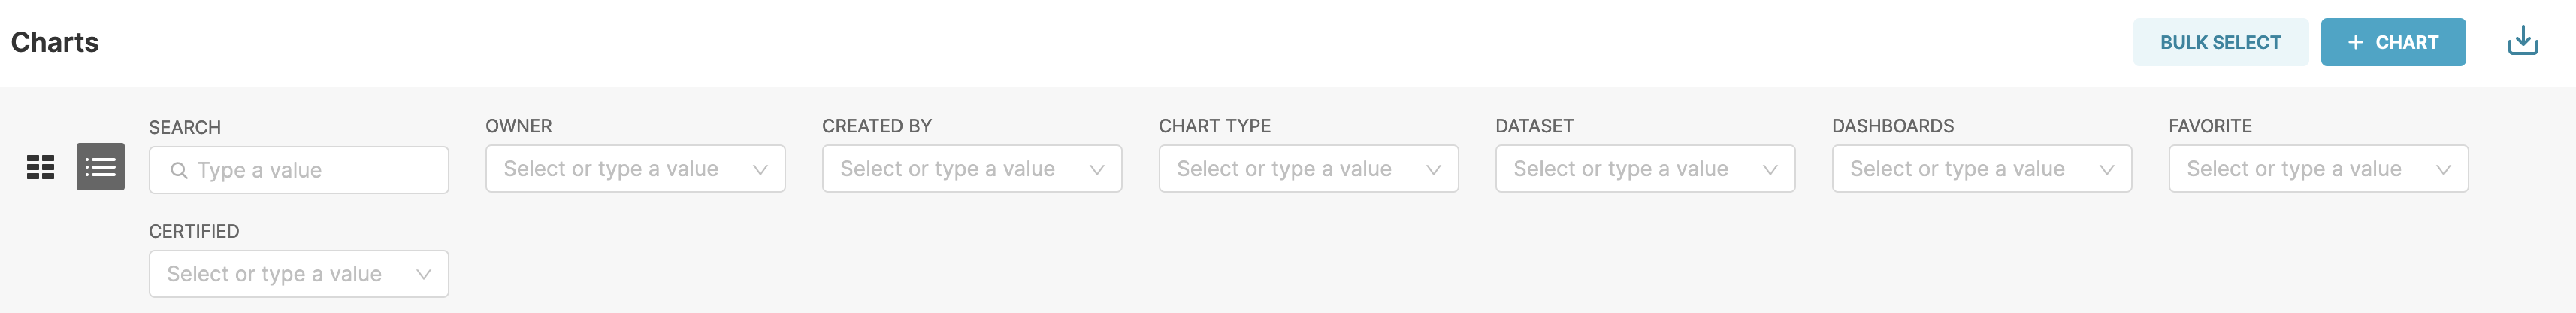 Charts
BULK SELECT
+ CHART
SEARCH
OWNER
CREATED BY
CHART TYPE
DATASET
DASHBOARDS
FAVORITE
Type a value
Select or type a value
Select or type a value
Select or type a value
Select or type a value
Select or type a value
Select or type a value
CERTIFIED
Select or type a value